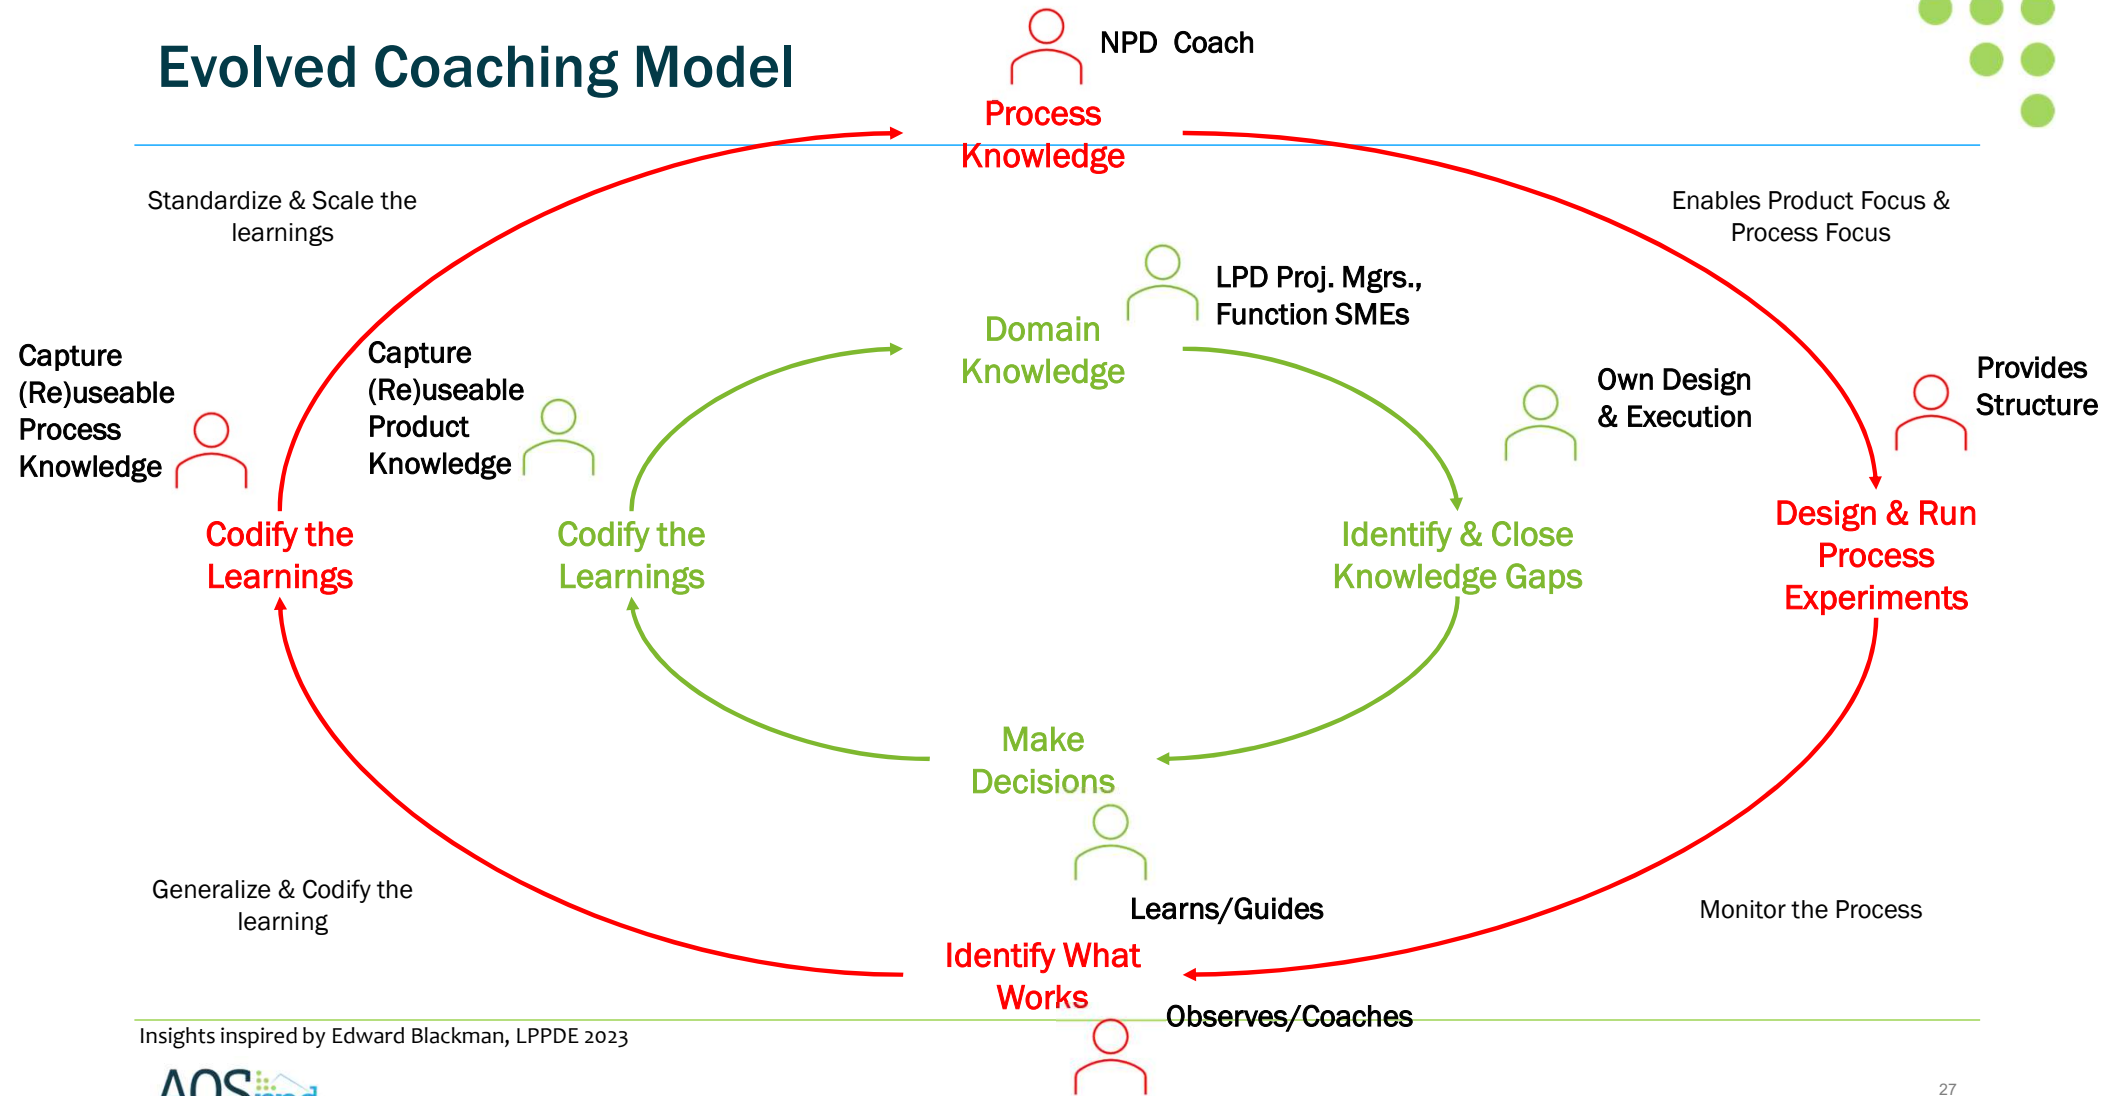 Evolved Coaching Model
NPD Coach
Process
Knowledge
Standardize & Scale the
learnings
Enables Product Focus &
Process Focus
LPD Proj. Mgrs.,
Function SMEs
Domain
Knowledge
Capture
(Re)useable
Process
Knowledge
Capture
(Re)useable
Product
Knowledge
Own Design
& Execution
Provides
Structure
Codify the
Learnings
Codify the
Learnings
Identify & Close
Knowledge Gaps
Design & Run
Process
Experiments
Make
Decisions
Learns/Guides
Generalize & Codify the
learning
Monitor the Process
Identify What
Works
Observes/Coaches
Insights inspired by Edward Blackman, LPPDE 2023
27